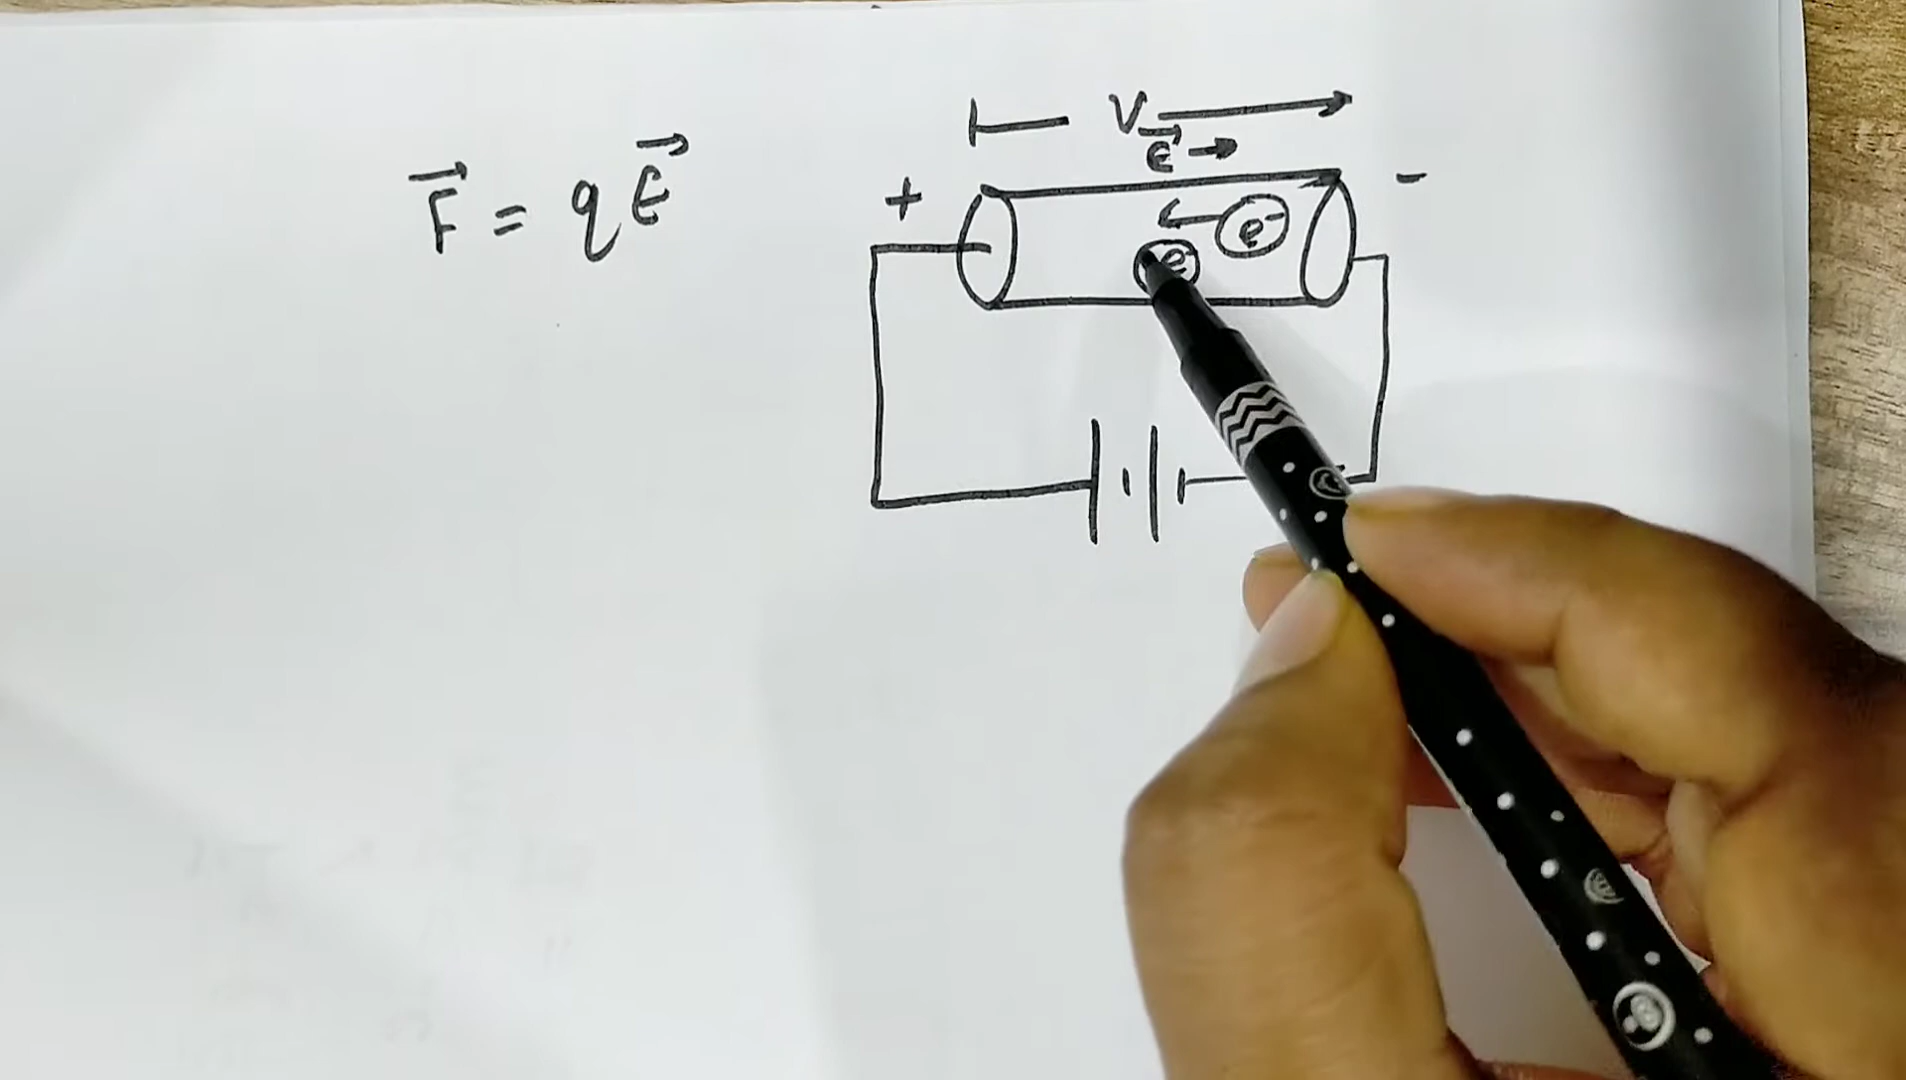 F⃗ = qE⃗
V
E⃗ →
+ -
e⁻
e